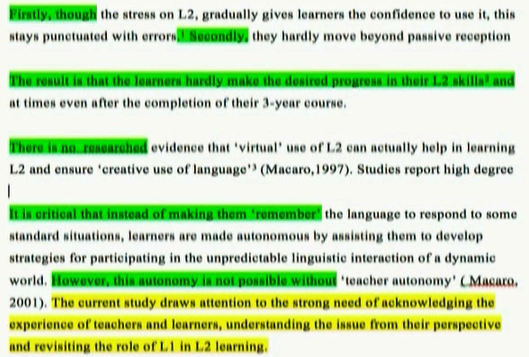 Firstly, though the stress on L2, gradually gives learners the confidence to use it, this
stays punctuated with errors.¹ Secondly, they hardly move beyond passive reception
The result is that the learners hardly make the desired progress in their L2 skills² and
at times even after the completion of their 3-year course.
There is no researched evidence that 'virtual' use of L2 can actually help in learning
L2 and ensure 'creative use of language'³ (Macaro,1997). Studies report high degree
It is critical that instead of making them 'remember' the language to respond to some
standard situations, learners are made autonomous by assisting them to develop
strategies for participating in the unpredictable linguistic interaction of a dynamic
world. However, this autonomy is not possible without 'teacher autonomy' ( Macaro,
2001). The current study draws attention to the strong need of acknowledging the
experience of teachers and learners, understanding the issue from their perspective
and revisiting the role of L1 in L2 learning.